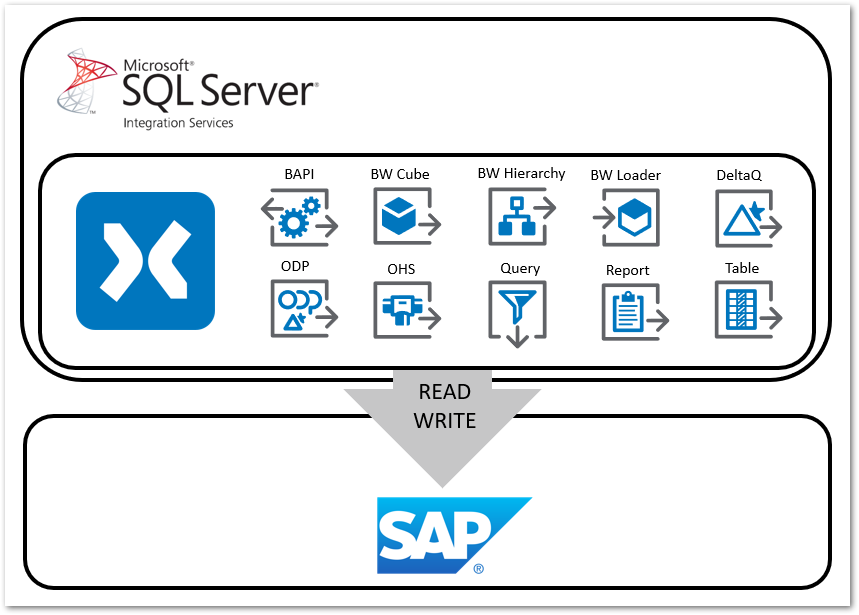 Microsoft®
SQL Server®
™
Integration Services
BAPI
BW Cube
BW Hierarchy
BW Loader
DeltaQ
ODP
OHS
Query
Report
Table
READ
WRITE
SAP®